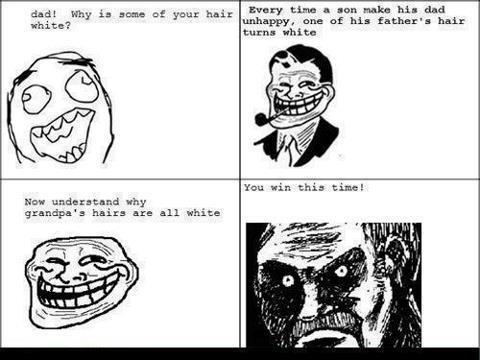 dad!  Why is some of your hair
white?
Every time a son make his dad
unhappy, one of his father's hair
turns white
Now understand why
grandpa's hairs are all white
You win this time!